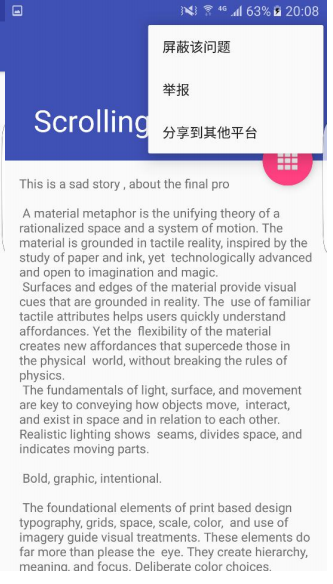 4G 63% 20:08
屏蔽该问题
举报
分享到其他平台
Scrolling
This is a sad story , about the final pro
A material metaphor is the unifying theory of a
rationalized space and a system of motion. The
material is grounded in tactile reality, inspired by the
study of paper and ink, yet  technologically advanced
and open to imagination and magic.
Surfaces and edges of the material provide visual
cues that are grounded in reality. The  use of familiar
tactile attributes helps users quickly understand
affordances. Yet the  flexibility of the material
creates new affordances that supercede those in
the physical  world, without breaking the rules of
physics.
The fundamentals of light, surface, and movement
are key to conveying how objects move,  interact,
and exist in space and in relation to each other.
Realistic lighting shows  seams, divides space, and
indicates moving parts.
Bold, graphic, intentional.
The foundational elements of print based design
typography, grids, space, scale, color,  and use of
imagery guide visual treatments. These elements do
far more than please the  eye. They create hierarchy,
meaning, and focus. Deliberate color choices,